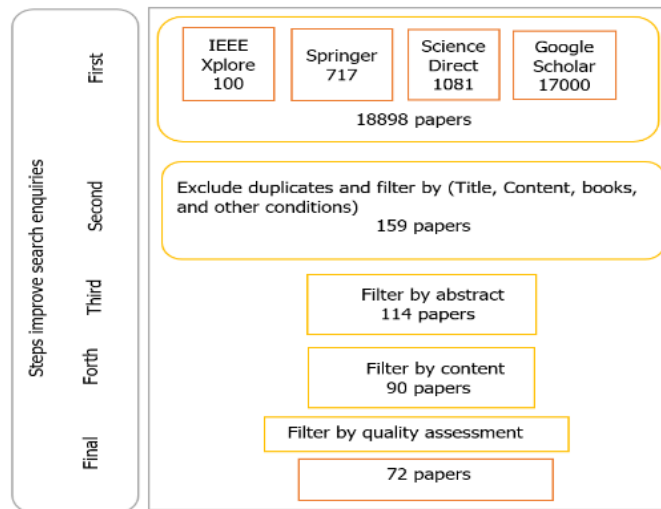 Steps improve search enquiries
First
IEEE
Xplore
100
Springer
717
Science
Direct
1081
Google
Scholar
17000
18898 papers
Second
Exclude duplicates and filter by (Title, Content, books,
and other conditions)
159 papers
Third
Filter by abstract
114 papers
Forth
Filter by content
90 papers
Final
Filter by quality assessment
72 papers